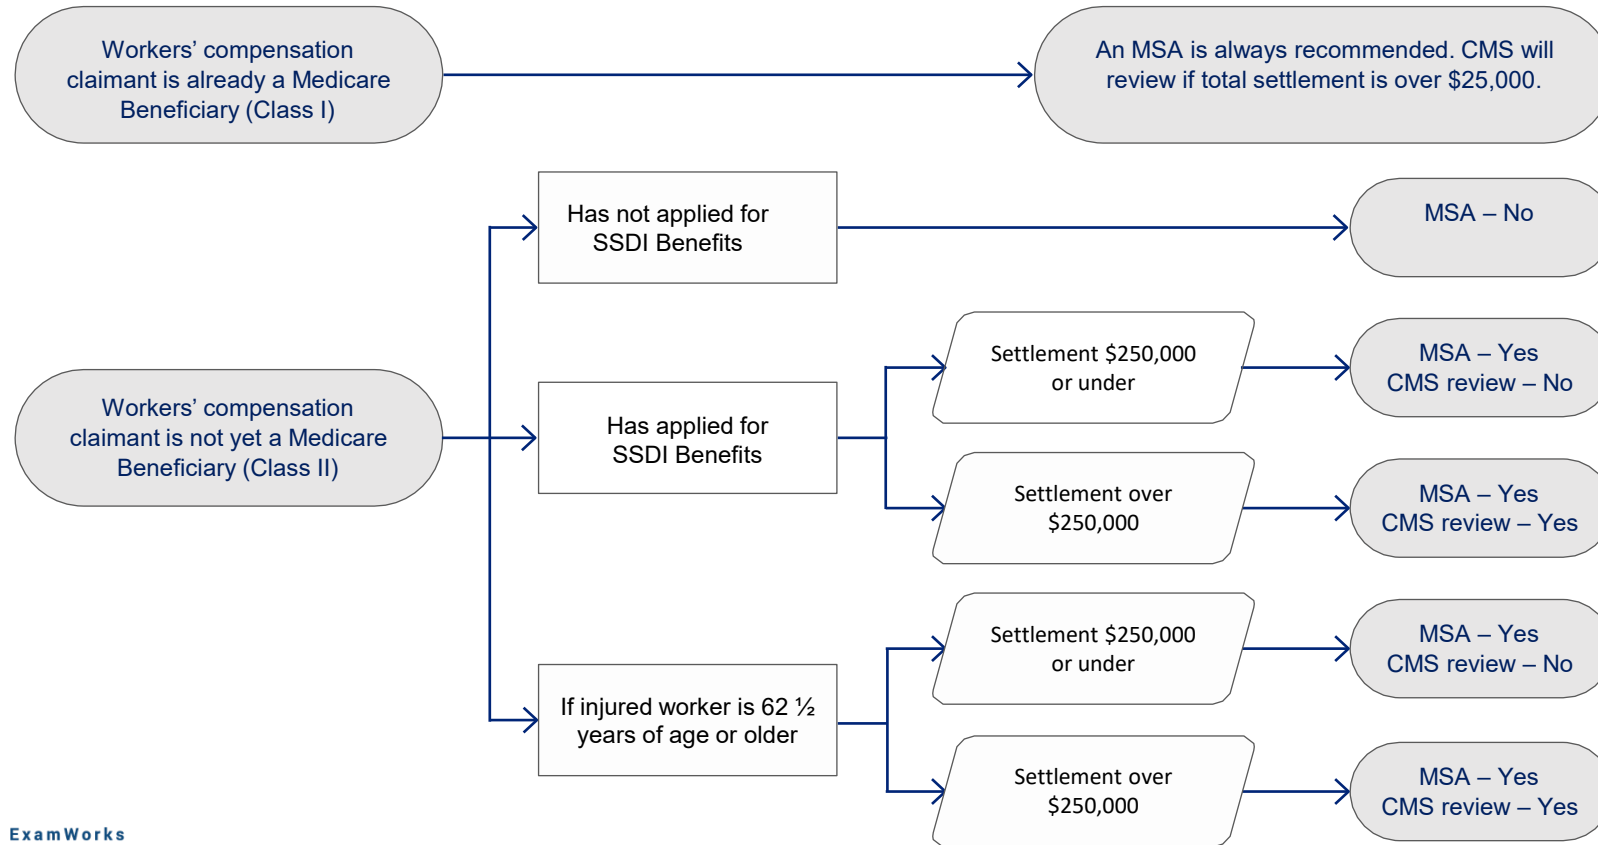 Workers’ compensation
claimant is already a Medicare
Beneficiary (Class I)
An MSA is always recommended. CMS will
review if total settlement is over $25,000.
Has not applied for
SSDI Benefits
MSA – No
Workers’ compensation
claimant is not yet a Medicare
Beneficiary (Class II)
Has applied for
SSDI Benefits
Settlement $250,000
or under
MSA – Yes
CMS review – No
Settlement over
$250,000
MSA – Yes
CMS review – Yes
If injured worker is 62 ½
years of age or older
Settlement $250,000
or under
MSA – Yes
CMS review – No
Settlement over
$250,000
MSA – Yes
CMS review – Yes
ExamWorks